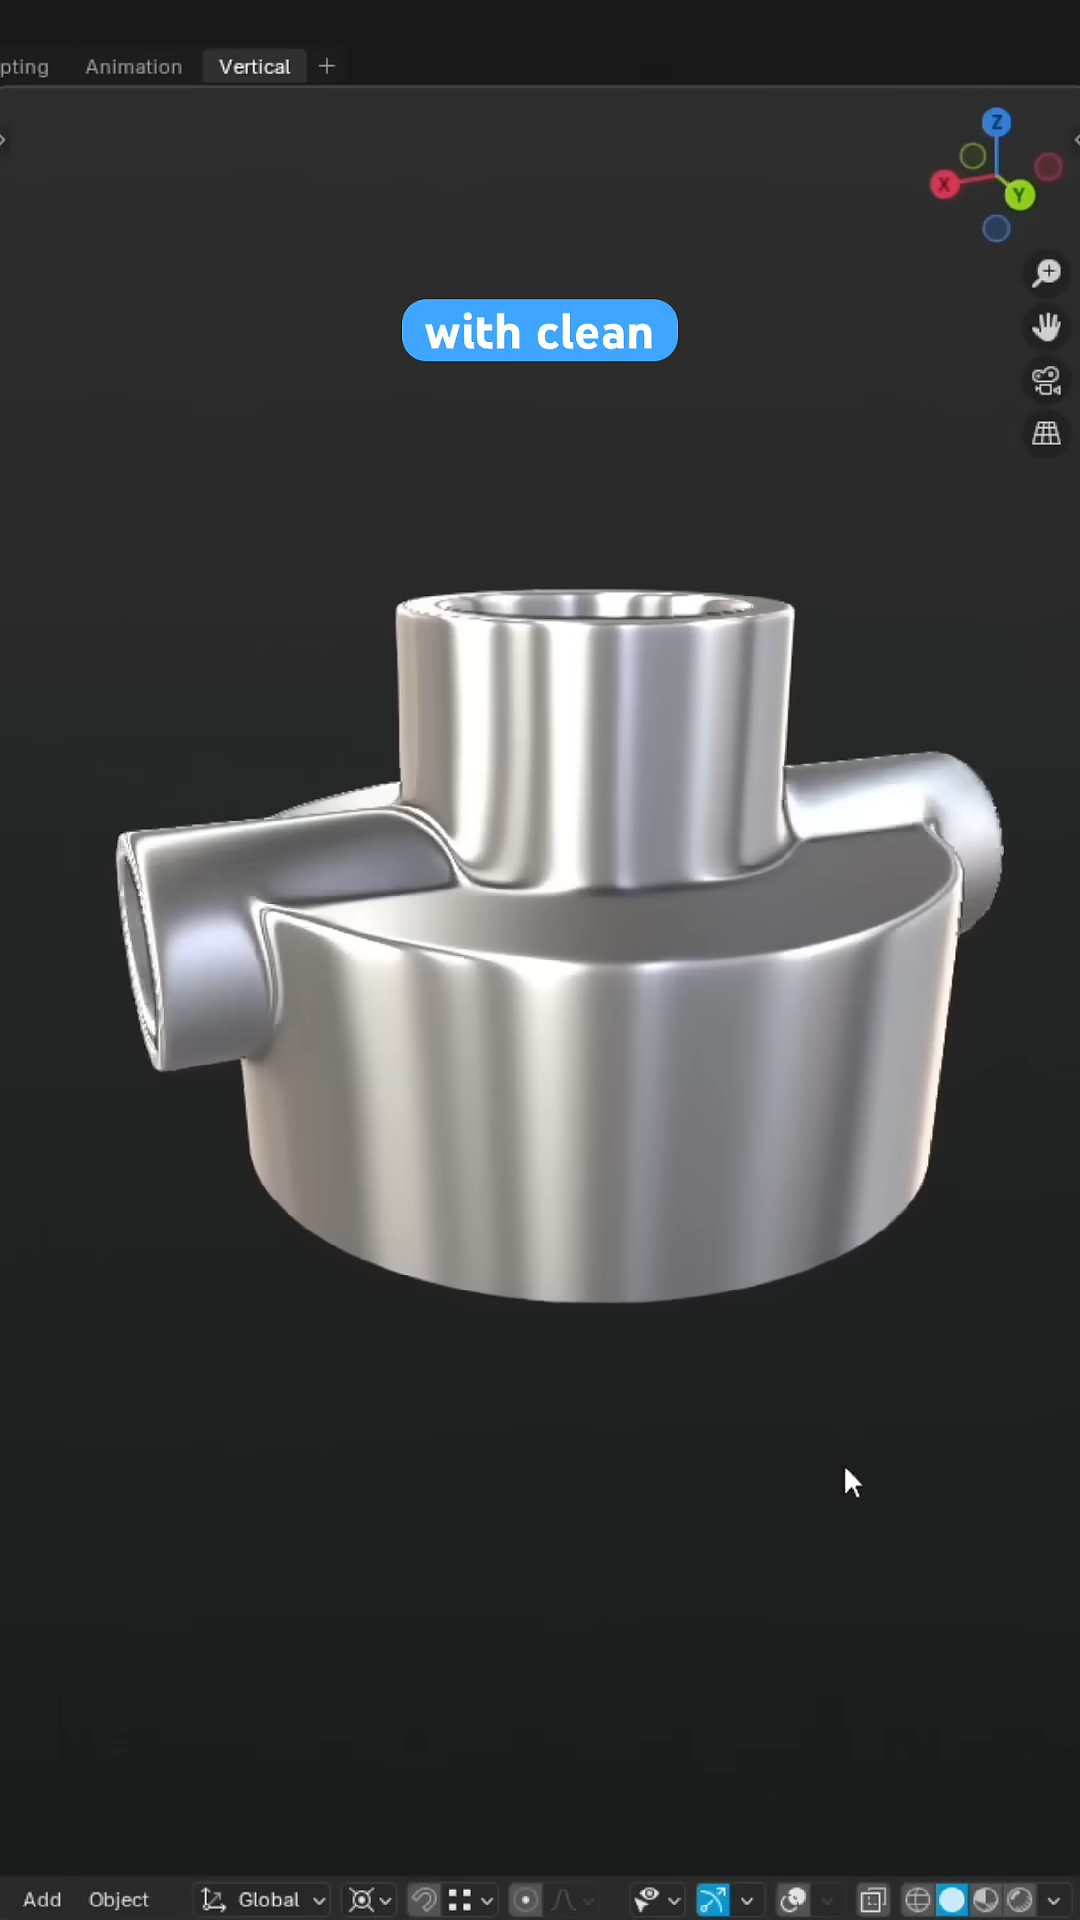 pting Animation Vertical +
Z
X
Y
with clean
Add Object Global